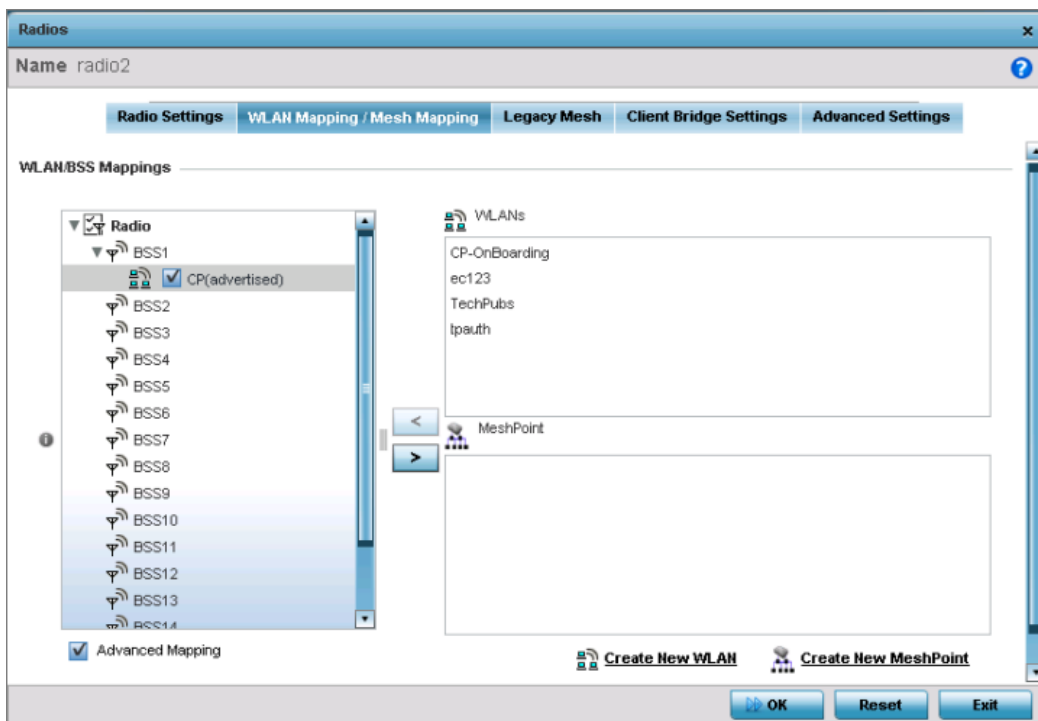 Radios
Name radio2
Radio Settings WLAN Mapping / Mesh Mapping Legacy Mesh Client Bridge Settings Advanced Settings
WLAN/BSS Mappings
Radio
BSS1
CP(advertised)
BSS2
BSS3
BSS4
BSS5
BSS6
BSS7
BSS8
BSS9
BSS10
BSS11
BSS12
BSS13
BSS14
Advanced Mapping
<
>
WLANs
CP-OnBoarding
ec123
TechPubs
tpauth
MeshPoint
Create New WLAN Create New MeshPoint
OK Reset Exit